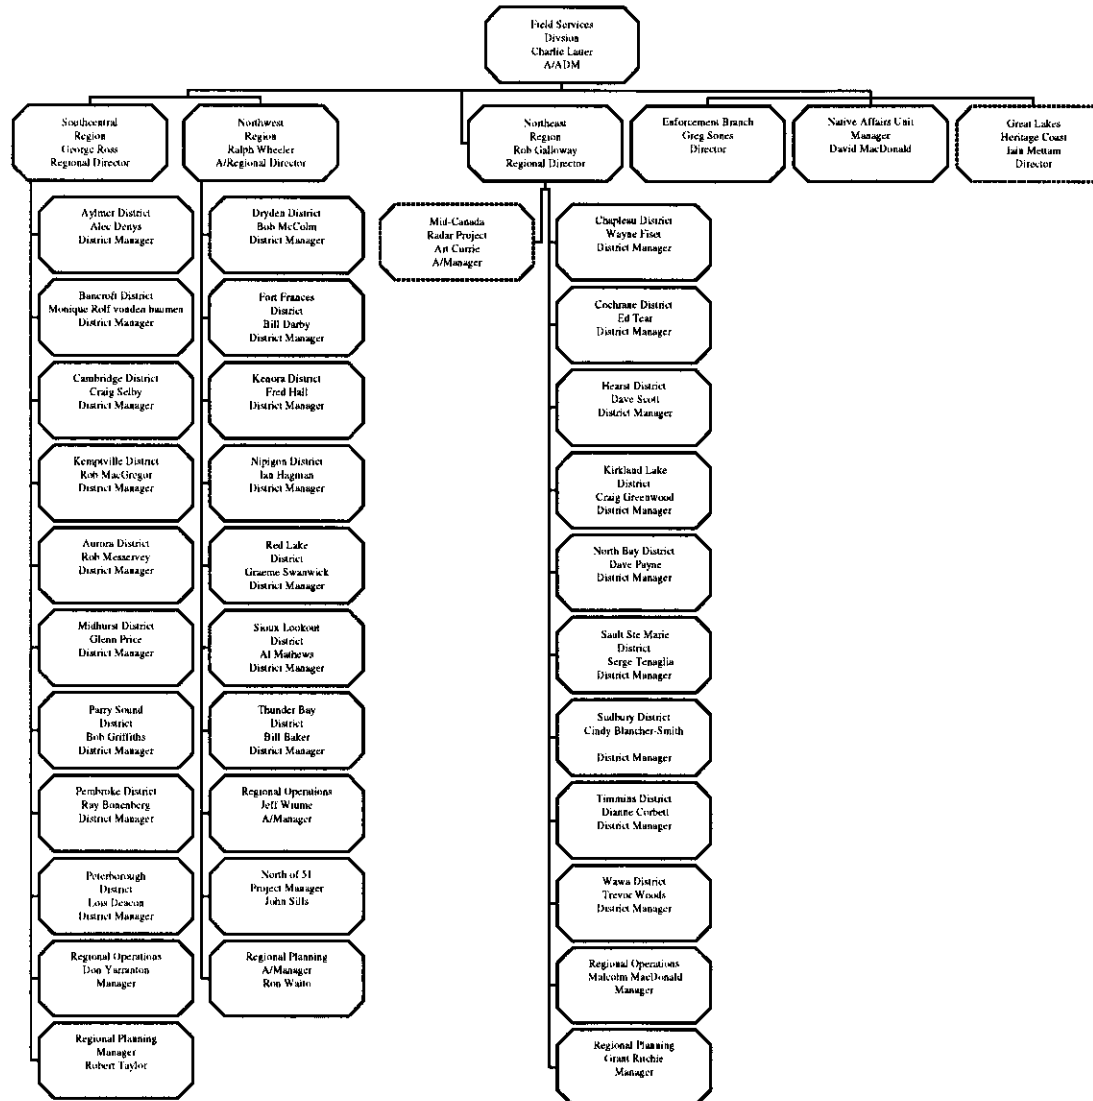 Field Services
Divsion
Charlie Lauer
A/ADM
Southcentral
Region
George Ross
Regional Director
Northwest
Region
Ralph Wheeler
A/Regional Director
Northeast
Region
Rob Galloway
Regional Director
Enforcement Branch
Greg Sones
Director
Native Affairs Unit
Manager
David MacDonald
Great Lakes
Heritage Coast
Iain Mettam
Director
Aylmer District
Alec Denys
District Manager
Bancroft District
Monique Rolf vonden baumen
District Manager
Cambridge District
Craig Selby
District Manager
Kemptville District
Rob MacGregor
District Manager
Aurora District
Rob Messervey
District Manager
Midhurst District
Glenn Price
District Manager
Parry Sound
District
Bob Griffiths
District Manager
Pembroke District
Ray Bonenberg
District Manager
Peterborough
District
Lois Deacon
District Manager
Regional Operations
Don Yarranton
Manager
Regional Planning
Manager
Robert Taylor
Dryden District
Bob McColm
District Manager
Fort Frances
District
Bill Darby
District Manager
Kenora District
Fred Hall
District Manager
Nipigon District
Ian Hagman
District Manager
Red Lake
District
Graeme Swanwick
District Manager
Sioux Lookout
District
Al Mathews
District Manager
Thunder Bay
District
Bill Baker
District Manager
Regional Operations
Jeff
A/Manager
North of 51
Project Manager
John Sills
Regional Planning
A/Manager
Ron Waito
Mid-Canada
Radar Project
Art Currie
A/Manager
Chapleau District
Wayne Fiset
District Manager
Cochrane District
Ed Tear
District Manager
Hearst District
Dave Scott
District Manager
Kirkland Lake
District
Craig Greenwood
District Manager
North Bay District
Dave Payne
District Manager
Sault Ste Marie
District
Serge Tenaglia
District Manager
Sudbury District
Cindy Blancher-Smith
District Manager
Timmins District
Dianne Corbett
District Manager
Wawa District
Trevor Woods
District Manager
Regional Operations
Malcolm MacDonald
Manager
Regional Planning
Grant Ritchie
Manager